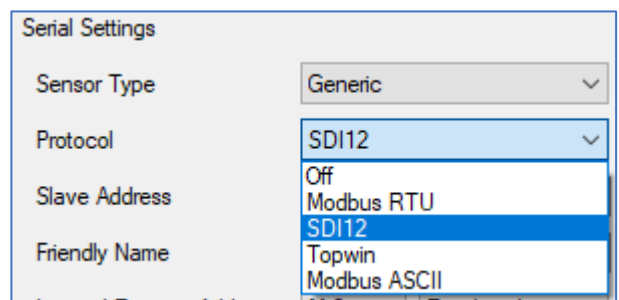 Serial Settings
Sensor Type Generic
Protocol SDI12
Off
Slave Address Modbus RTU
SDI12
Friendly Name Topwin
Modbus ASCII